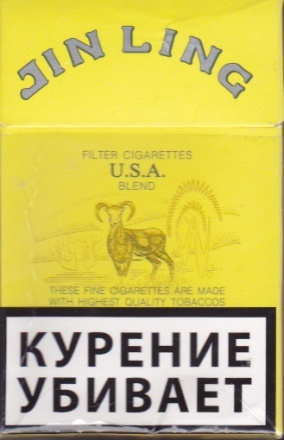 JIN LING
FILTER CIGARETTES
U.S.A.
BLEND
THESE FINE CIGARETTES ARE MADE
WITH HIGHEST QUALITY TOBACCOS
КУРЕНИЕ
УБИВАЕТ